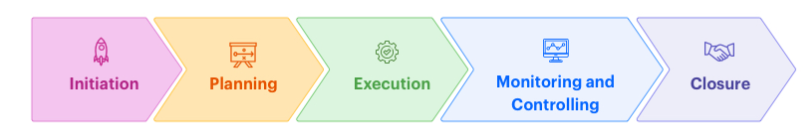 Initiation
Planning
Execution
Monitoring and
Controlling
Closure